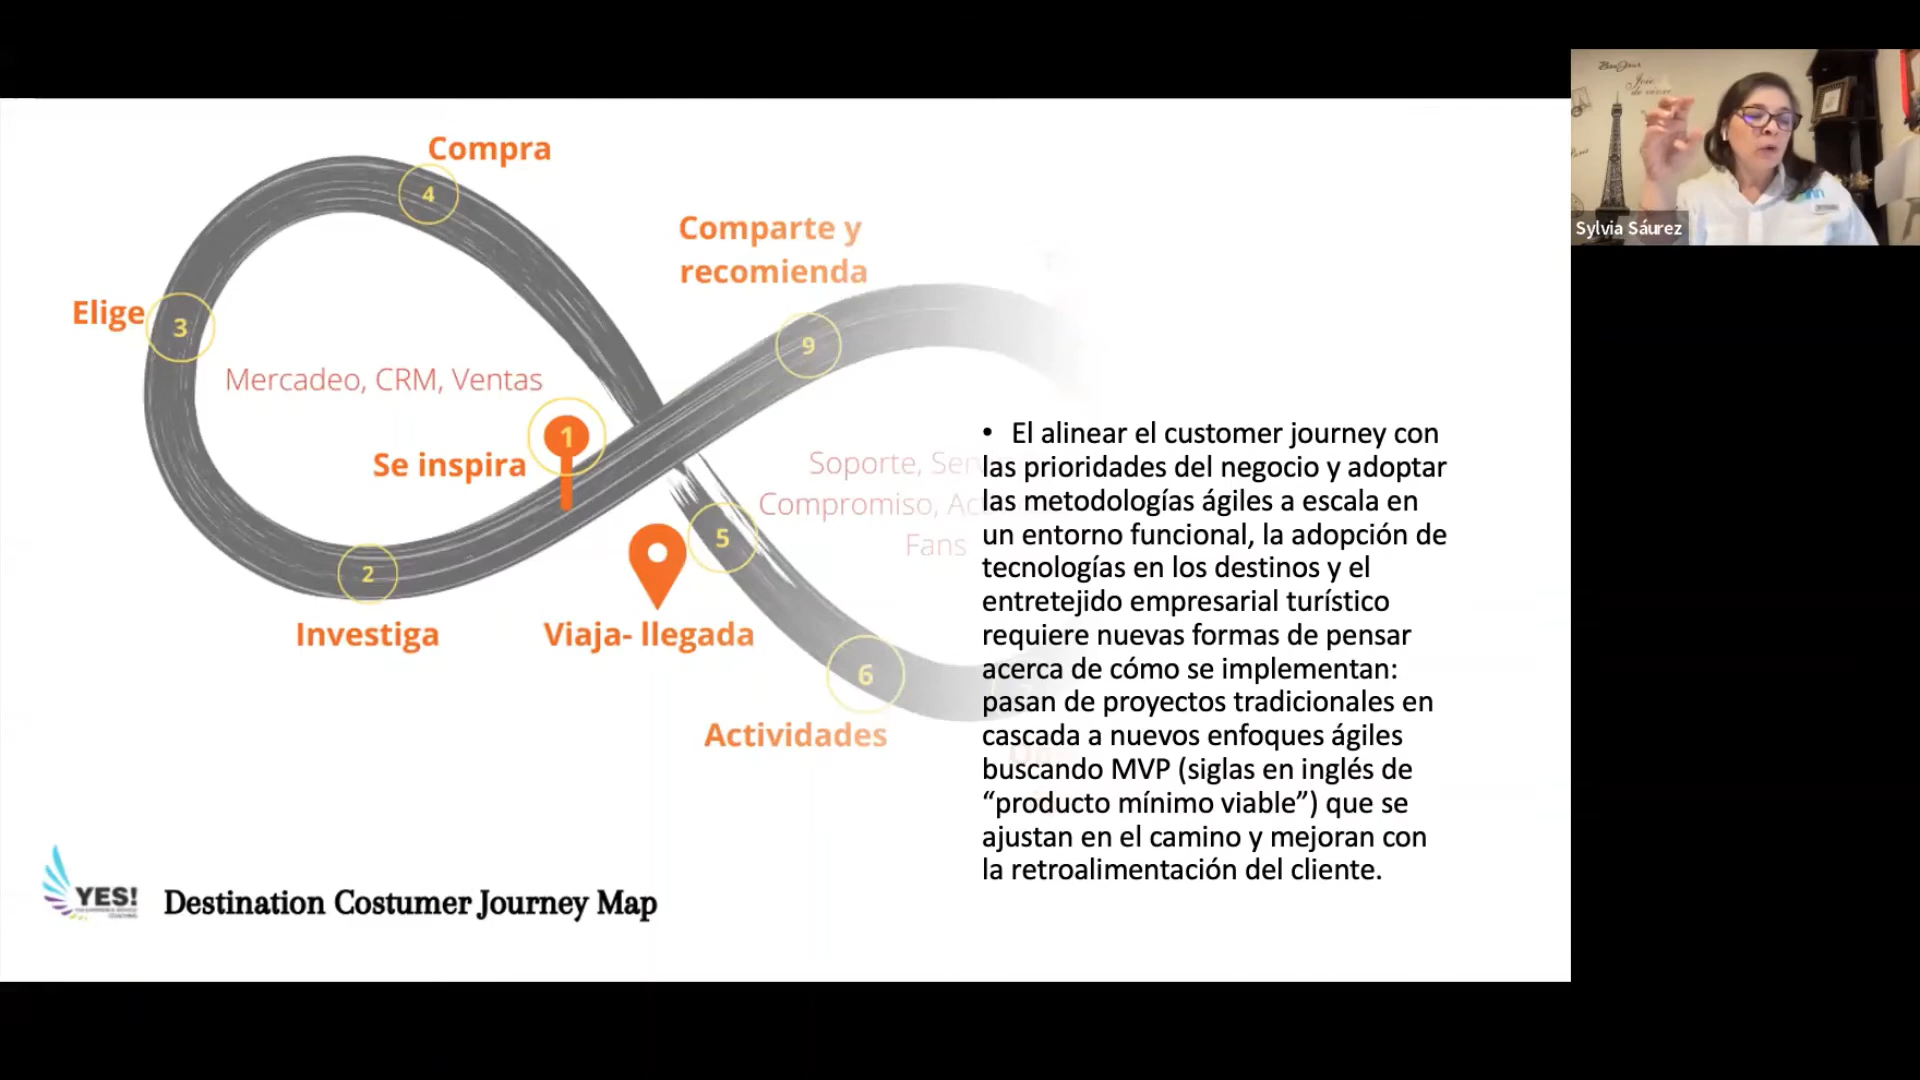 Compra
4
Comparte y
recomienda
Elige
3
9
Mercadeo, CRM, Ventas
1
Se inspira
Soporte,
Compromiso,
Fans
5
2
Investiga
Viaja- llegada
6
Actividades
• El alinear el customer journey con
las prioridades del negocio y adoptar
las metodologías ágiles a escala en
un entorno funcional, la adopción de
tecnologías en los destinos y el
entretejido empresarial turístico
requiere nuevas formas de pensar
acerca de cómo se implementan:
pasan de proyectos tradicionales en
cascada a nuevos enfoques ágiles
buscando MVP (siglas en inglés de
“producto mínimo viable”) que se
ajustan en el camino y mejoran con
la retroalimentación del cliente.
YES!
Destination Costumer Journey Map
BonJour
Joie
de vivre
Paris
Sylvia Sáurez